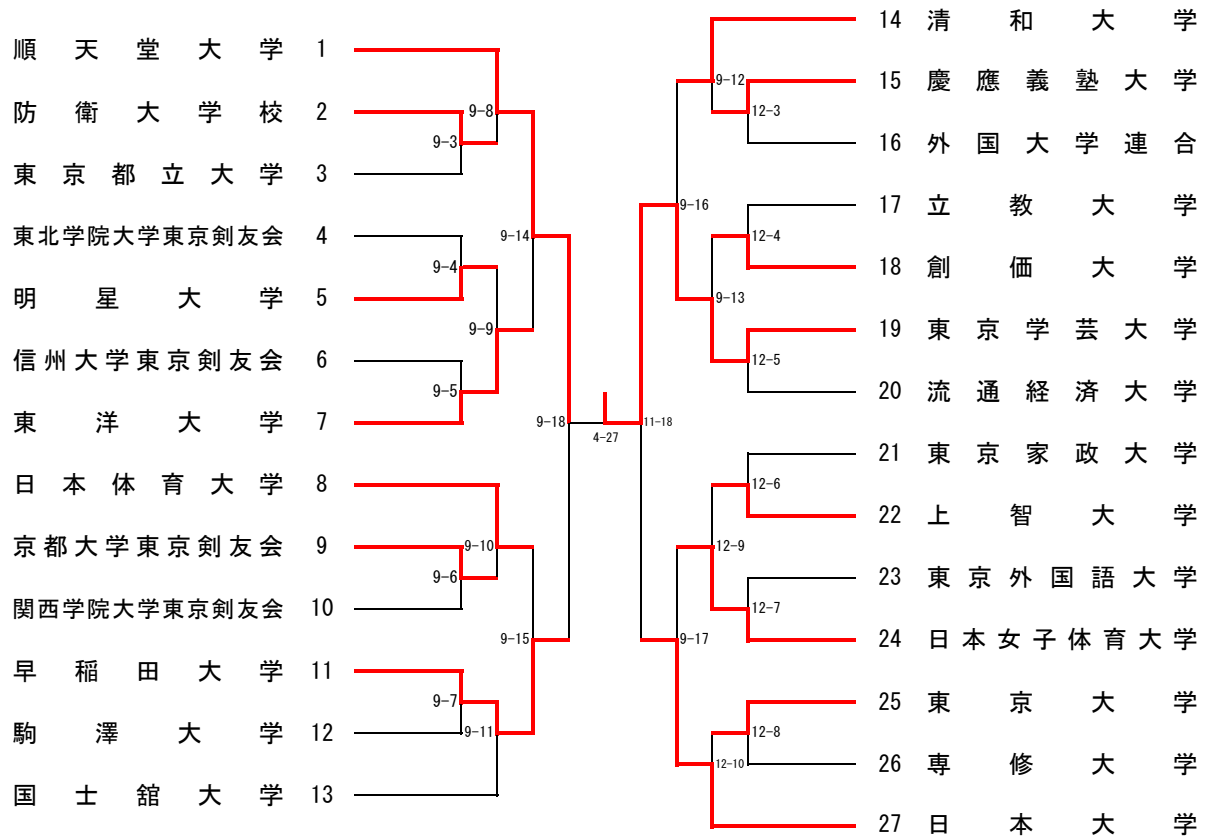 順天堂大学 1
防衛大学校 2
東京都立大学 3
東北学院大学東京剣友会 4
明星大学 5
信州大学東京剣友会 6
東洋大学 7
日本体育大学 8
京都大学東京剣友会 9
関西学院大学東京剣友会 10
早稲田大学 11
駒澤大学 12
国士舘大学 13
9-8
9-3
9-14
9-4
9-9
9-5
9-18
9-10
9-6
9-15
9-7
9-11
4-27
11-18
9-12
12-3
9-16
12-4
9-13
12-5
12-6
12-9
12-7
9-17
12-8
12-10
14 清和大学
15 慶應義塾大学
16 外国大学連合
17 立教大学
18 創価大学
19 東京学芸大学
20 流通経済大学
21 東京家政大学
22 上智大学
23 東京外国語大学
24 日本女子体育大学
25 東京大学
26 専修大学
27 日本大学